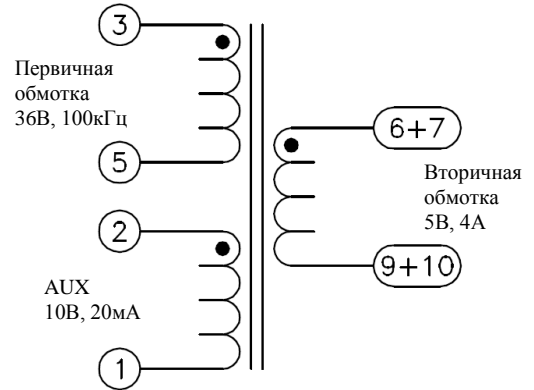 3
Первичная
обмотка
36В, 100кГц
5
6+7
Вторичная
обмотка
5В, 4А
9+10
2
AUX
10В, 20мА
1